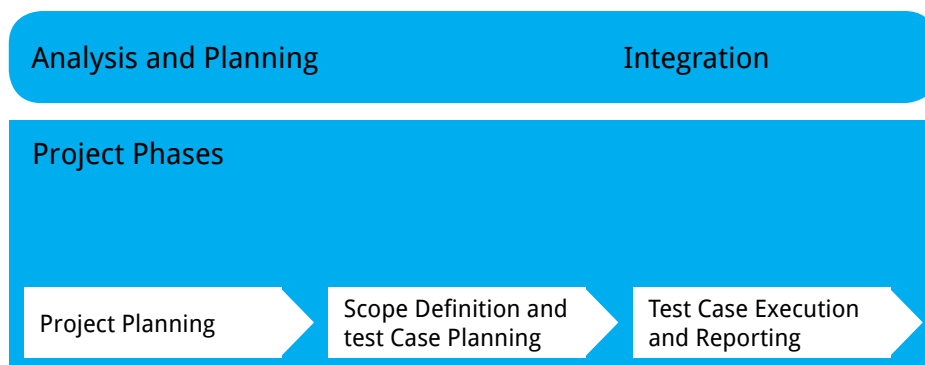 Analysis and Planning
Integration
Project Phases
Project Planning
Scope Definition and
test Case Planning
Test Case Execution
and Reporting